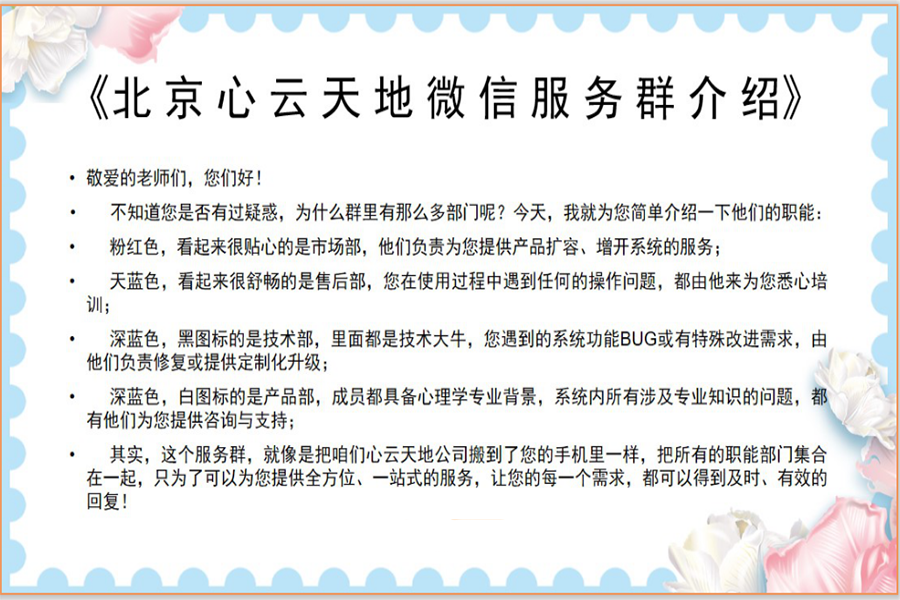 《北京心云天地微信服务群介绍》
• 敬爱的老师们，您们好！
• 不知道您是否有过疑惑，为什么群里有那么多部门呢？今天，我就为您简单介绍一下他们的职能：
• 粉红色，看起来很贴心的是市场部，他们负责为您提供产品扩容、增开系统的服务；
• 天蓝色，看起来很舒畅的是售后部，您在使用过程中遇到任何的操作问题，都由他来为您悉心培
训；
• 深蓝色，黑图标的是技术部，里面都是技术大牛，您遇到的系统功能BUG或有特殊改进需求，由
他们负责修复或提供定制化升级；
• 深蓝色，白图标的是产品部，成员都具备心理学专业背景，系统内所有涉及专业知识的问题，都
有他们为您提供咨询与支持；
• 其实，这个服务群，就像是把咱们心云天地公司搬到了您的手机里一样，把所有的职能部门集合
在一起，只为了可以为您提供全方位、一站式的服务，让您的每一个需求，都可以得到及时、有效的
回复！